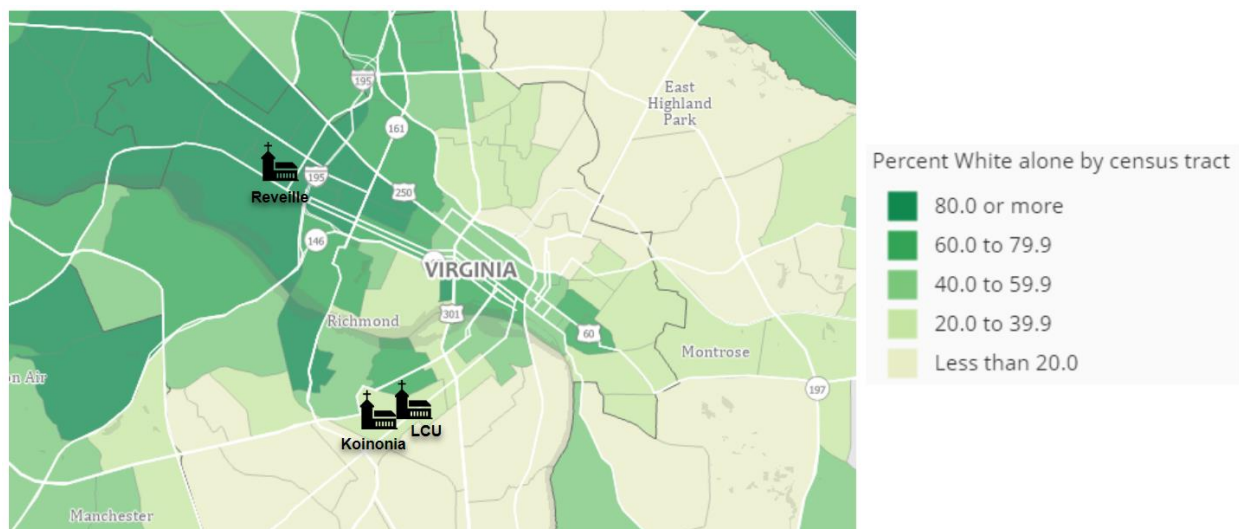 195
161
East
Highland
Park
Reveille
195
250
146
VIRGINIA
Richmond
301
60
Montrose
on Air
197
Koinonia
LCU
Manchester
Percent White alone by census tract
80.0 or more
60.0 to 79.9
40.0 to 59.9
20.0 to 39.9
Less than 20.0